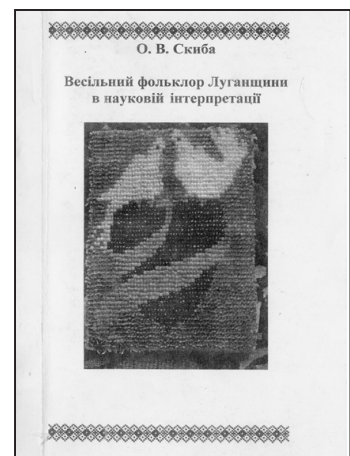 О. В. Скиба
Весільний фольклор Луганщини
в науковій інтерпретації